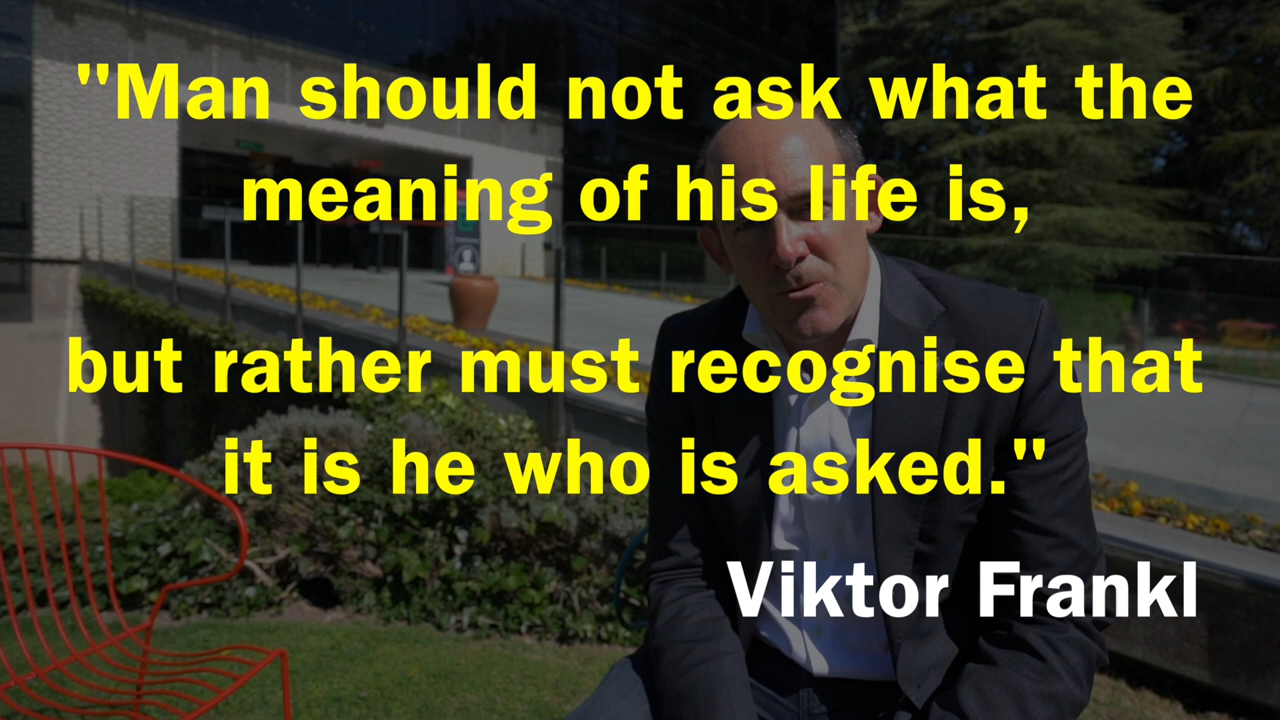 "Man should not ask what the
meaning of his life is,
but rather must recognise that
it is he who is asked."
Viktor Frankl